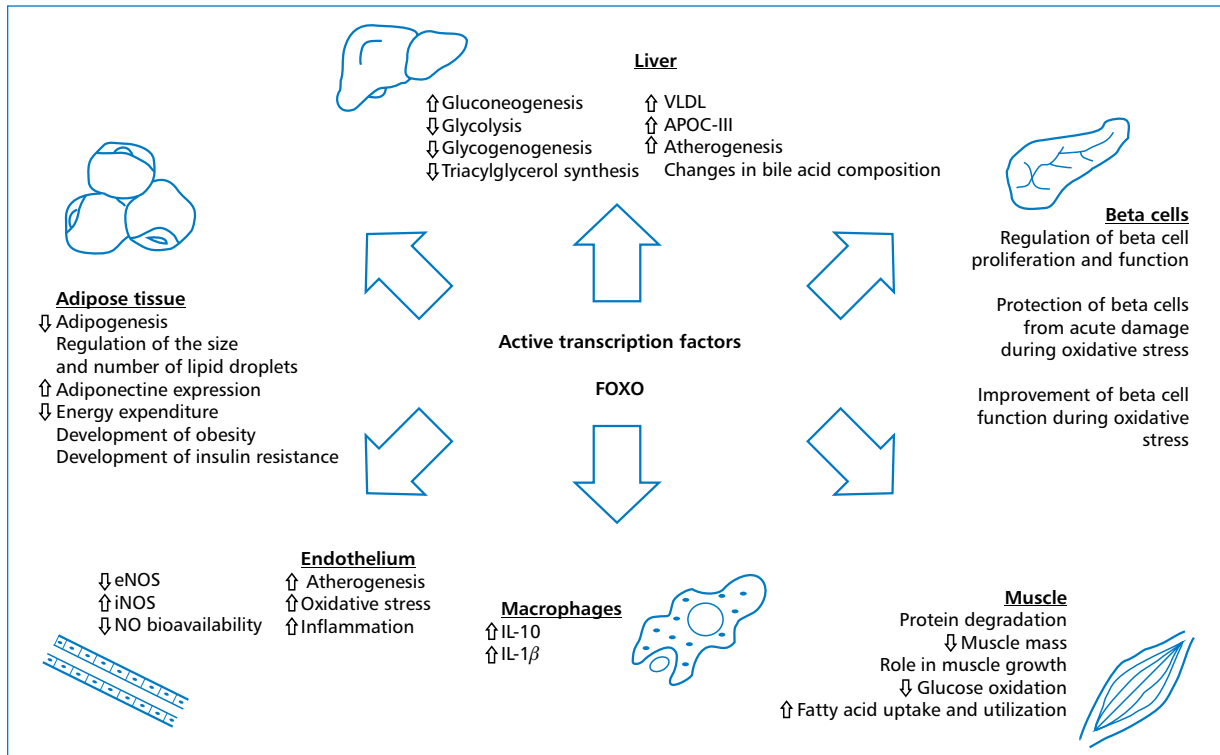 Liver
⇧ Gluconeogenesis
⇩ Glycolysis
⇩ Glycogenogenesis
⇩ Triacylglycerol synthesis
⇧ VLDL
⇧ APOC-III
⇧ Atherogenesis
Changes in bile acid composition
Beta cells
Regulation of beta cell
proliferation and function
Protection of beta cells
from acute damage
during oxidative stress
Improvement of beta cell
function during oxidative
stress
Adipose tissue
⇩ Adipogenesis
Regulation of the size
and number of lipid droplets
⇧ Adiponectine expression
⇩ Energy expenditure
Development of obesity
Development of insulin resistance
Active transcription factors
FOXO
Endothelium
⇩ eNOS
⇧ iNOS
⇩ NO bioavailability
⇧ Atherogenesis
⇧ Oxidative stress
⇧ Inflammation
Macrophages
⇧ IL-10
⇧ IL-1β
Muscle
Protein degradation
⇩ Muscle mass
Role in muscle growth
⇩ Glucose oxidation
⇧ Fatty acid uptake and utilization